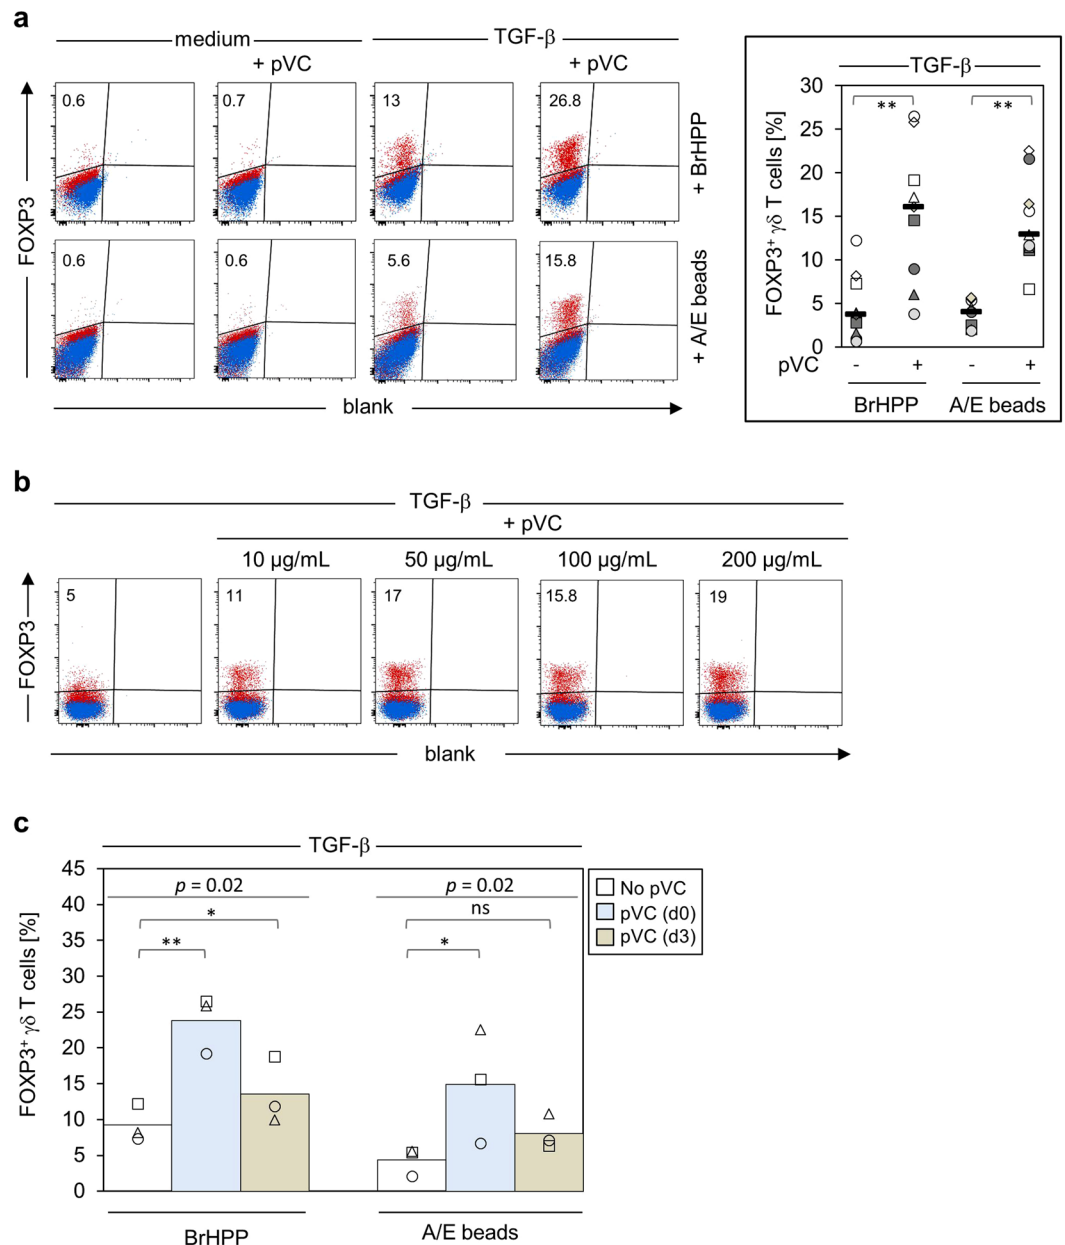 a
medium
TGF-β
+ pVC
+ pVC
0.6
0.7
13
26.8
+ BrHPP
0.6
0.6
5.6
15.8
+ A/E beads
FOXP3
blank
TGF-β
30
25
20
15
10
5
0
FOXP3⁺ γδ T cells [%]
**
**
pVC - + - +
BrHPP A/E beads
b
TGF-β
+ pVC
10 µg/mL 50 µg/mL 100 µg/mL 200 µg/mL
5
11
17
15.8
19
FOXP3
blank
c
TGF-β
45
40
35
30
25
20
15
10
5
0
FOXP3⁺ γδ T cells [%]
p = 0.02
*
**
p = 0.02
ns
*
No pVC
pVC (d0)
pVC (d3)
BrHPP
A/E beads